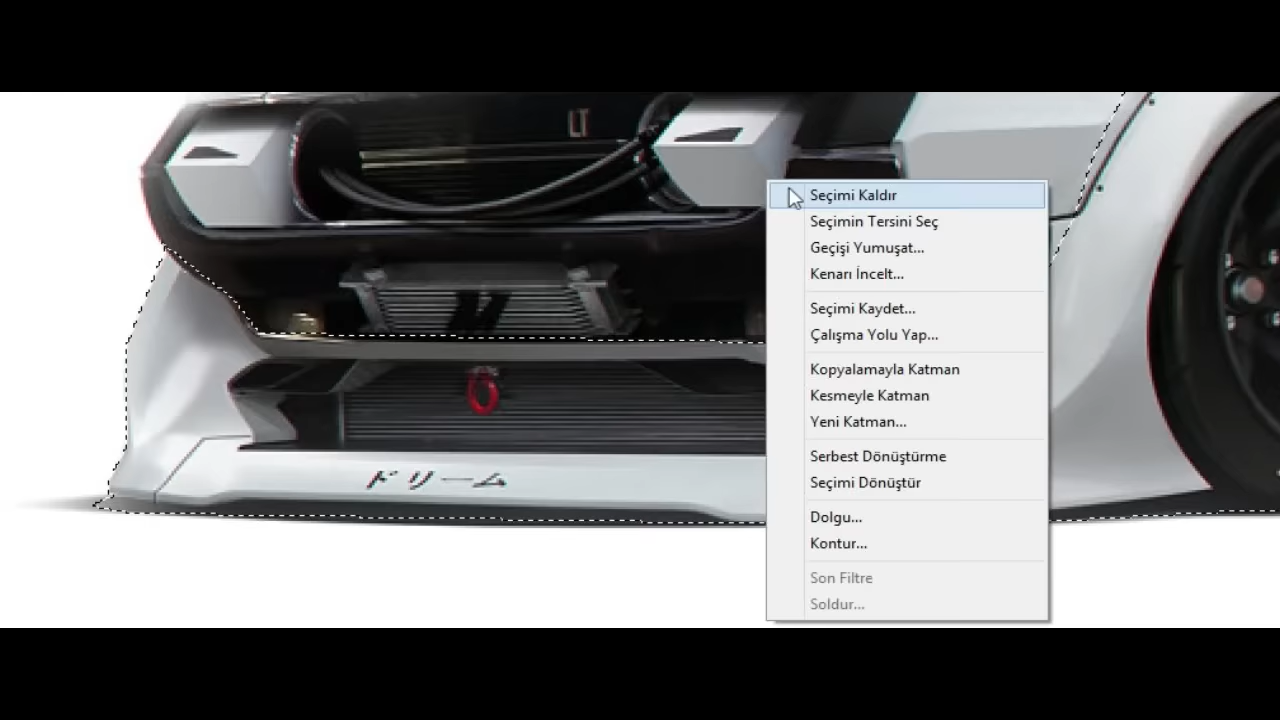 LT
Seçimi Kaldır
Seçimin Tersini Seç
Geçişi Yumuşat...
Kenarı İncelt...
Seçimi Kaydet...
Çalışma Yolu Yap...
Kopyalamayla Katman
Kesmeyle Katman
Yeni Katman...
Serbest Dönüştürme
Seçimi Dönüştür
Dolgu...
Kontur...
Son Filtre
Soldur...
ドリーム